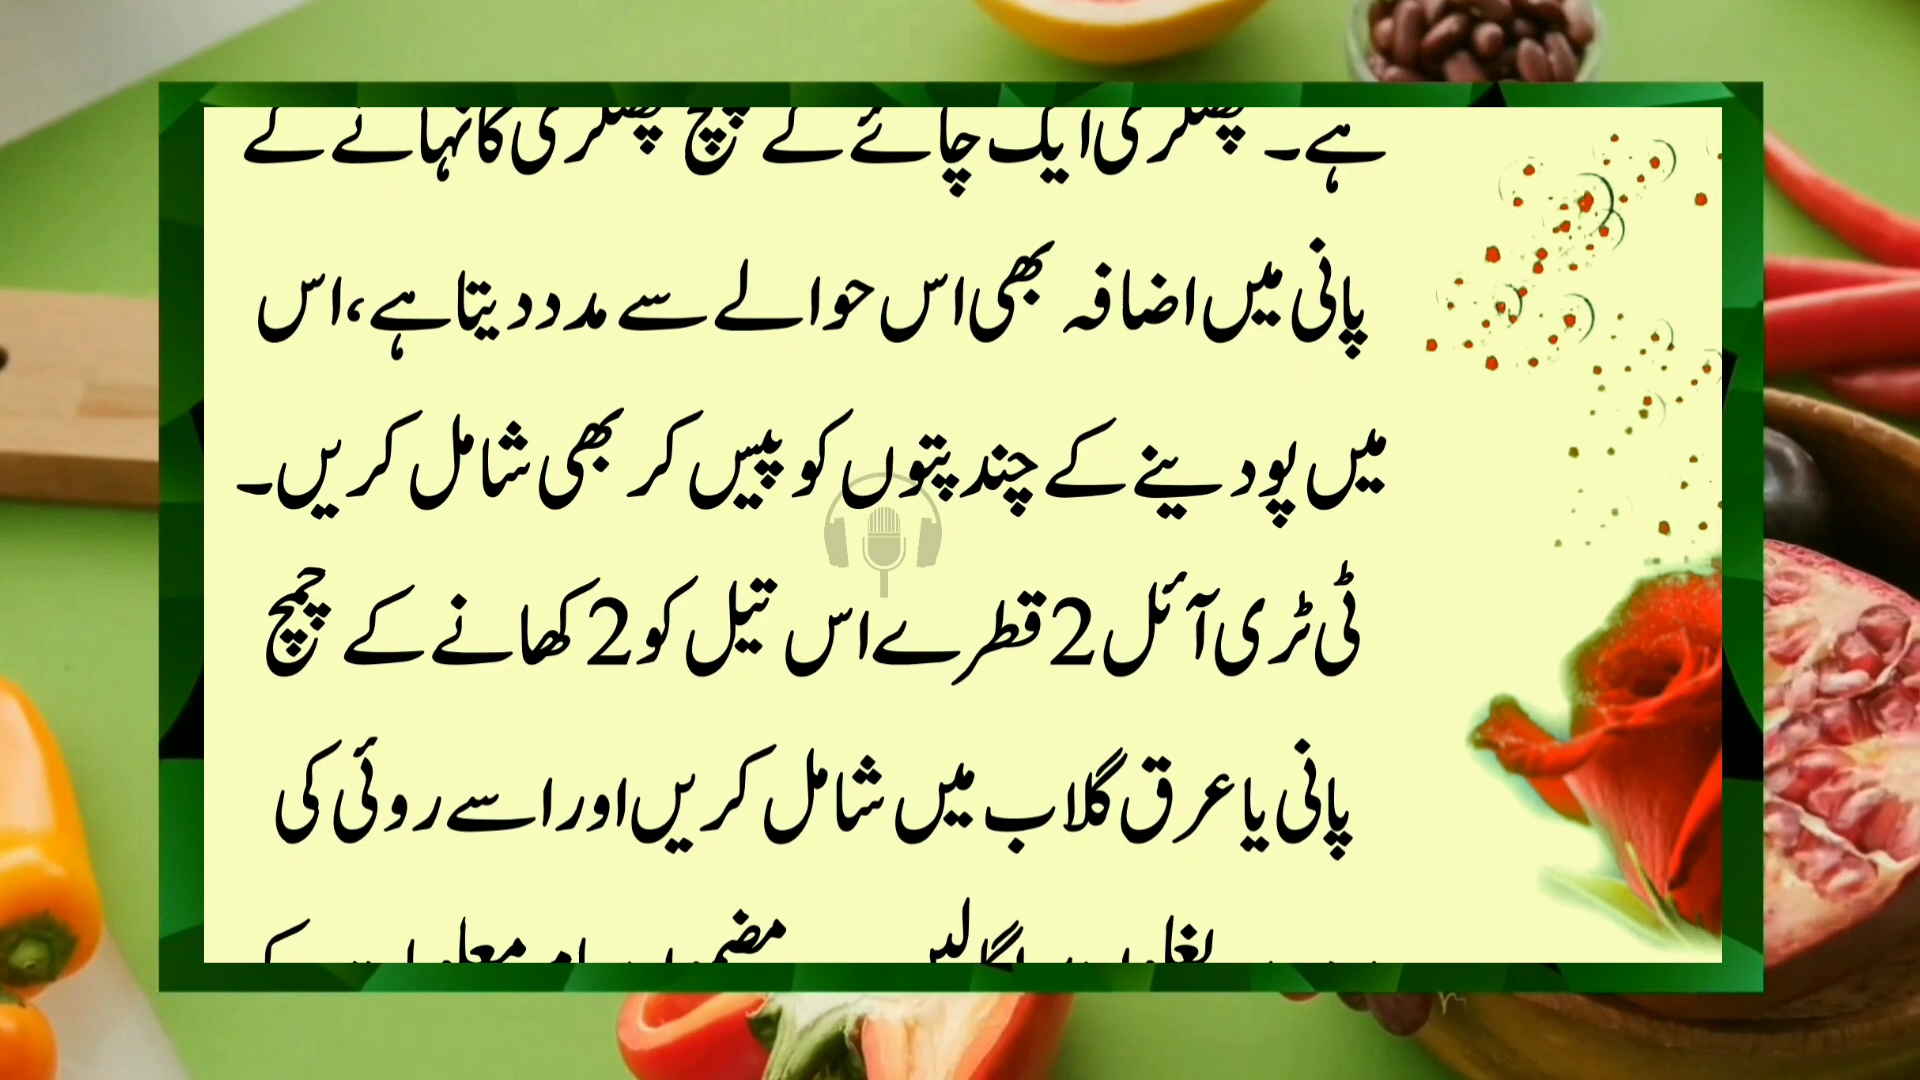 ہے۔ پھٹکری ایک چائے کے چمچ پھٹکری کا نہانے کے
پانی میں اضافہ بھی اس حوالے سے مدد دیتا ہے، اس
میں پودینے کے چند پتوں کو پیس کر بھی شامل کریں۔
ٹی ٹری آئل 2 قطرے اس تیل کو 2 کھانے کے چمچ
پانی یا عرق گلاب میں شامل کریں اور اسے روئی کی